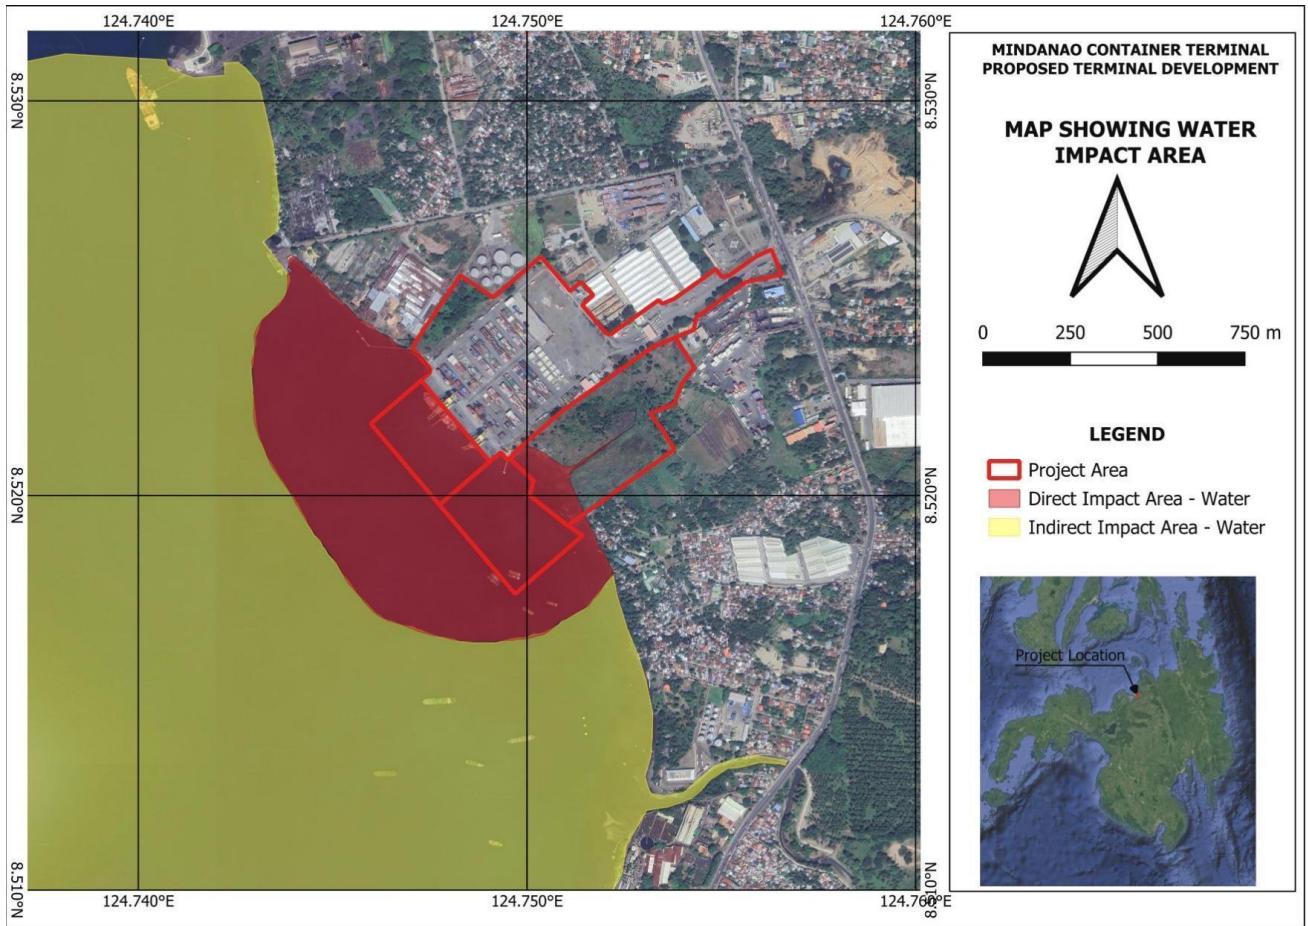 124.740°E
124.750°E
124.760°E
8.530°N
8.530°N
8.520°N
8.520°N
8.510°N
8.510°N
124.740°E
124.750°E
124.760°E
MINDANAO CONTAINER TERMINAL
PROPOSED TERMINAL DEVELOPMENT
MAP SHOWING WATER
IMPACT AREA
0 250 500 750 m
LEGEND
Project Area
Direct Impact Area - Water
Indirect Impact Area - Water
Project Location